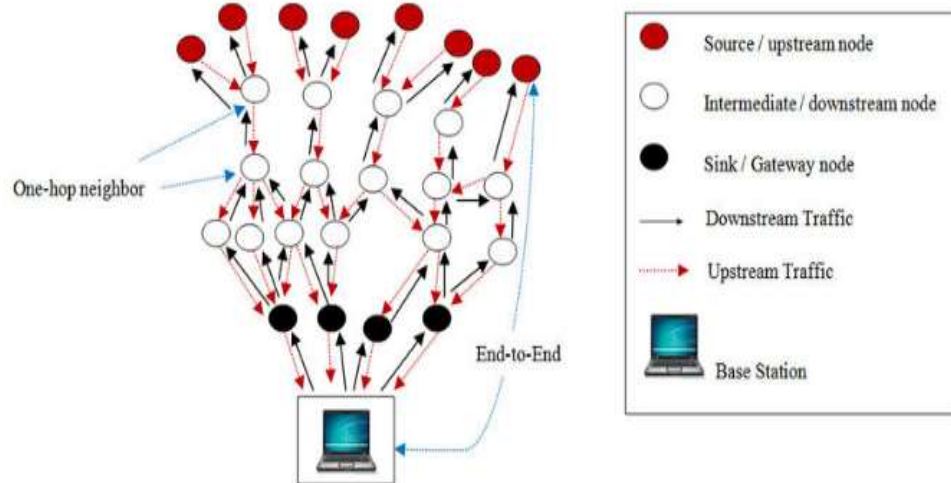 Source / upstream node
Intermediate / downstream node
One-hop neighbor
Sink / Gateway node
Downstream Traffic
Upstream Traffic
End-to-End
Base Station